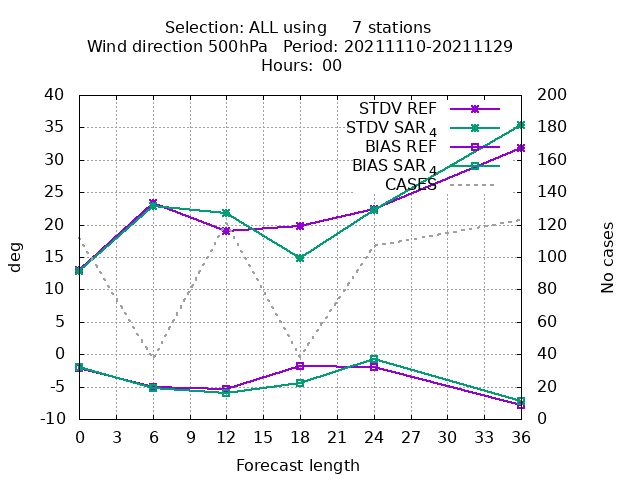 Selection: ALL using 7 stations
Wind direction 500hPa Period: 20211110-20211129
Hours: 00
40 200
35 180
30 160
25 140
20 120
15 100
10 80
5 60
0 40
-5 20
-10 0
STDV REF
STDV SAR 4
BIAS REF
BIAS SAR 4
CASES
deg
No cases
0 3 6 9 12 15 18 21 24 27 30 33 36
Forecast length